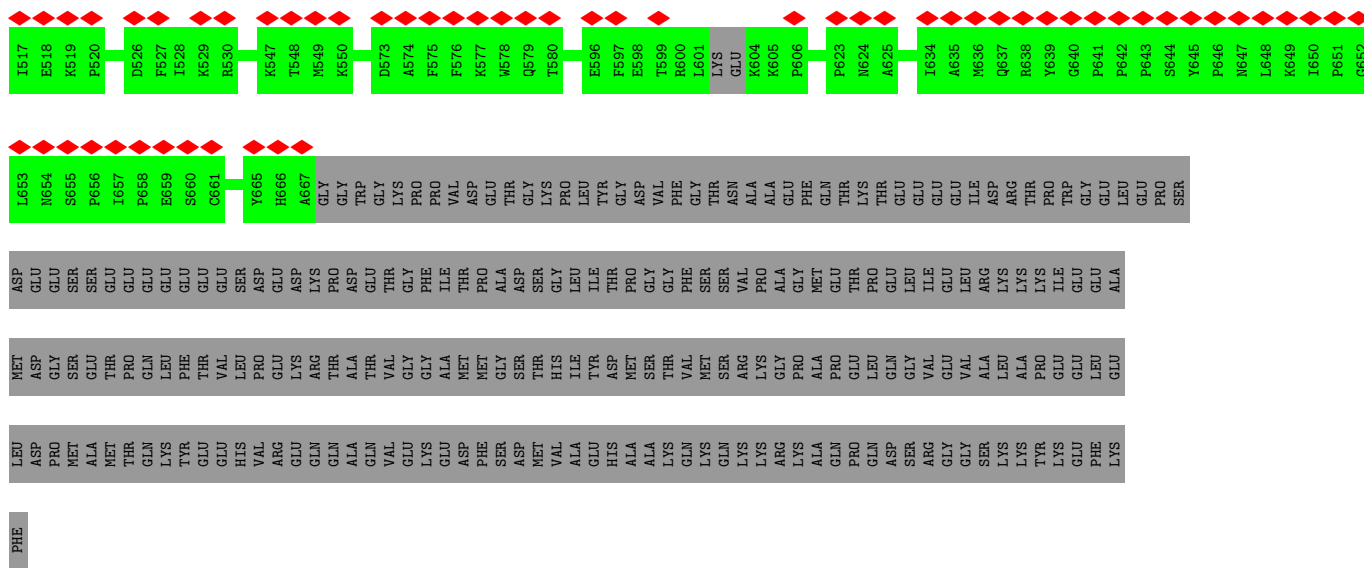 I517 E518 K519 P520 D526 F527 I528 K529 R530 K547 T548 M549 K550 D573 A574 F575 F576 K577 W578 Q579 T580 E596 F597 E598 T599 R600 L601 LYS GLU K604 K605 P606 P623 N624 A625 I634 A635 M636 Q637 R638 Y639 G640 P641 P642 P643 S644 Y645 P646 N647 L648 K649 I650 P651 G652
L653 N654 S655 P656 I657 P658 E659 S660 C661 Y665 H666 A667 GLY GLY TRP GLY LYS PRO PRO VAL ASP GLU THR GLY LYS PRO LEU TYR GLY ASP VAL PHE GLY THR ASN ALA ALA GLU PHE GLN THR LYS THR GLU GLU GLU GLU ILE ASP ARG THR PRO TRP GLY GLU LEU GLU PRO SER
ASP GLU GLU SER SER GLU GLU GLU GLU GLU GLU GLU SER ASP GLU ASP LYS PRO ASP GLU THR GLY PHE ILE THR PRO ALA ASP SER GLY LEU ILE THR PRO GLY GLY PHE SER SER VAL PRO ALA GLY MET GLU THR PRO GLU LEU ILE GLU LEU ARG LYS LYS LYS ILE GLU GLU ALA
MET ASP GLY SER GLU THR PRO GLN LEU PHE THR VAL LEU PRO GLU LYS ARG THR ALA THR VAL GLY GLY ALA MET MET GLY SER THR HIS ILE TYR ASP MET SER THR VAL MET SER ARG LYS GLY PRO ALA PRO GLU LEU GLN GLY VAL GLU VAL ALA LEU ALA PRO GLU GLU LEU GLU
LEU ASP PRO MET ALA MET THR GLN LYS TYR GLU GLU HIS VAL ARG GLU GLN GLN ALA GLN VAL GLU LYS GLU ASP PHE SER ASP MET VAL ALA GLU HIS ALA ALA LYS GLN LYS GLN LYS LYS ARG LYS ALA GLN PRO GLN ASP SER ARG GLY GLY SER LYS LYS TYR LYS GLU PHE LYS
PHE